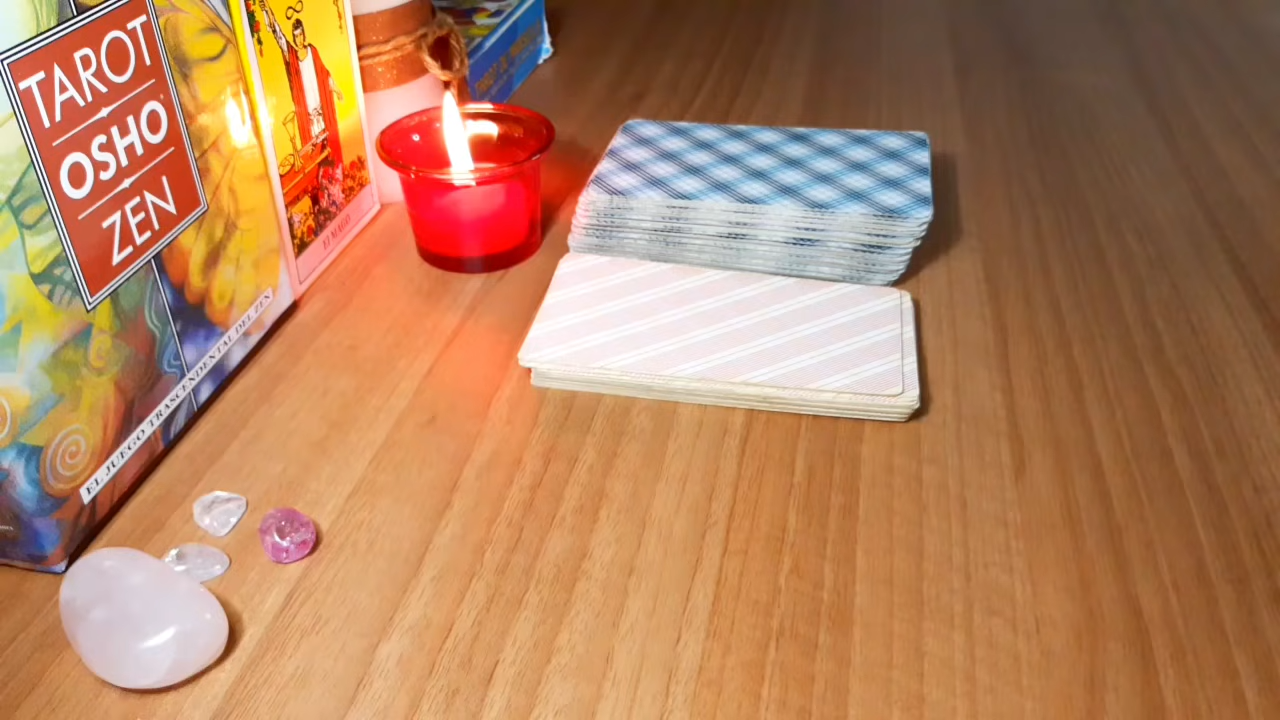 TAROT
OSHO
ZEN
EL JUEGO TRASCENDENTAL DEL ZEN
EL MAGO